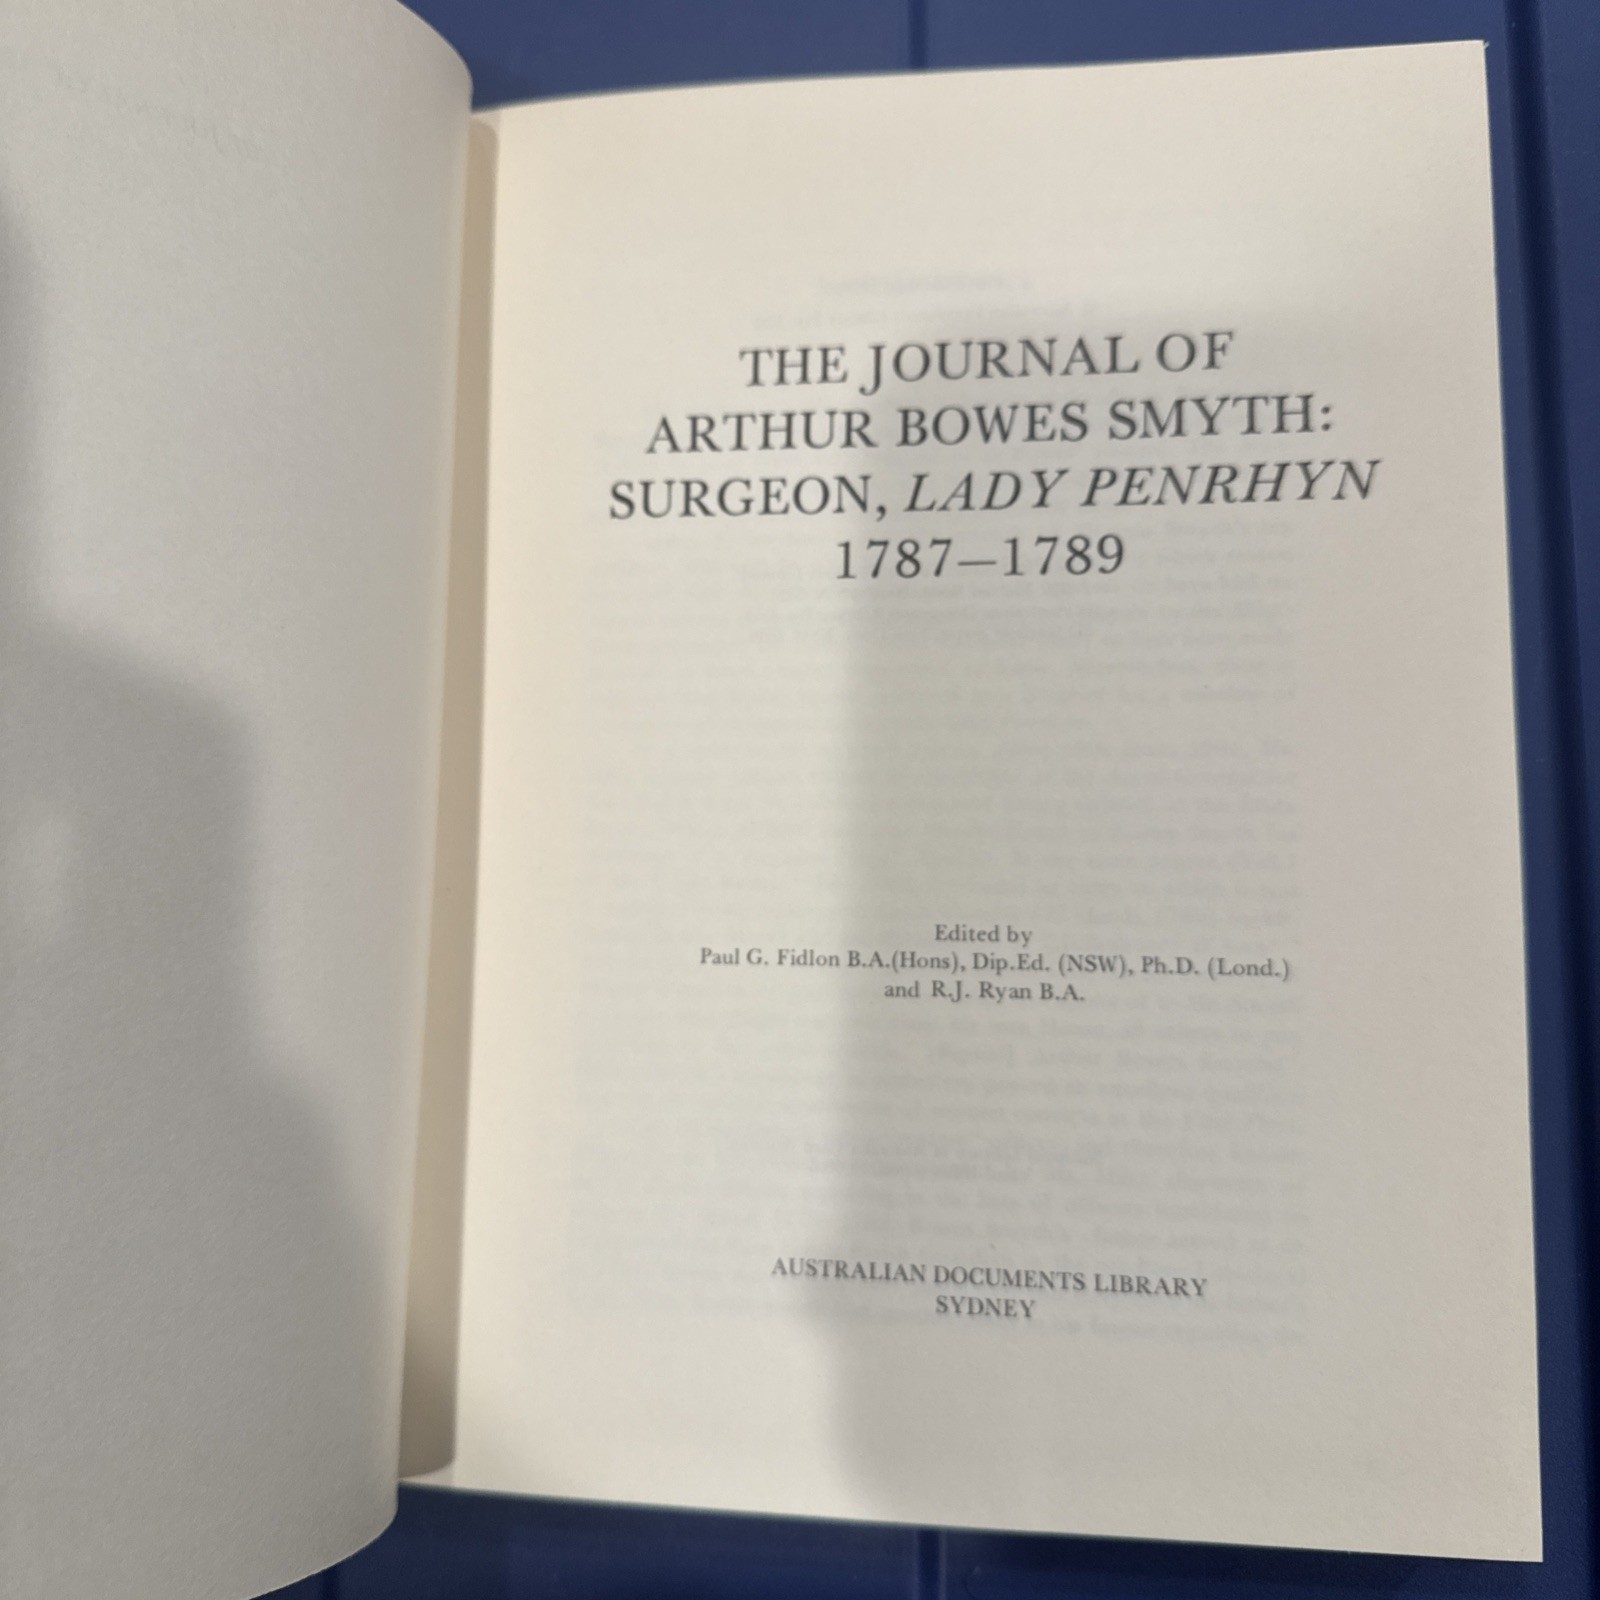 THE JOURNAL OF
ARTHUR BOWES SMYTH:
SURGEON, LADY PENRHYN
1787—1789
Edited by
Paul G. Fidlon B.A.(Hons), Dip.Ed. (NSW), Ph.D. (Lond.)
and R.J. Ryan B.A.
AUSTRALIAN DOCUMENTS LIBRARY
SYDNEY